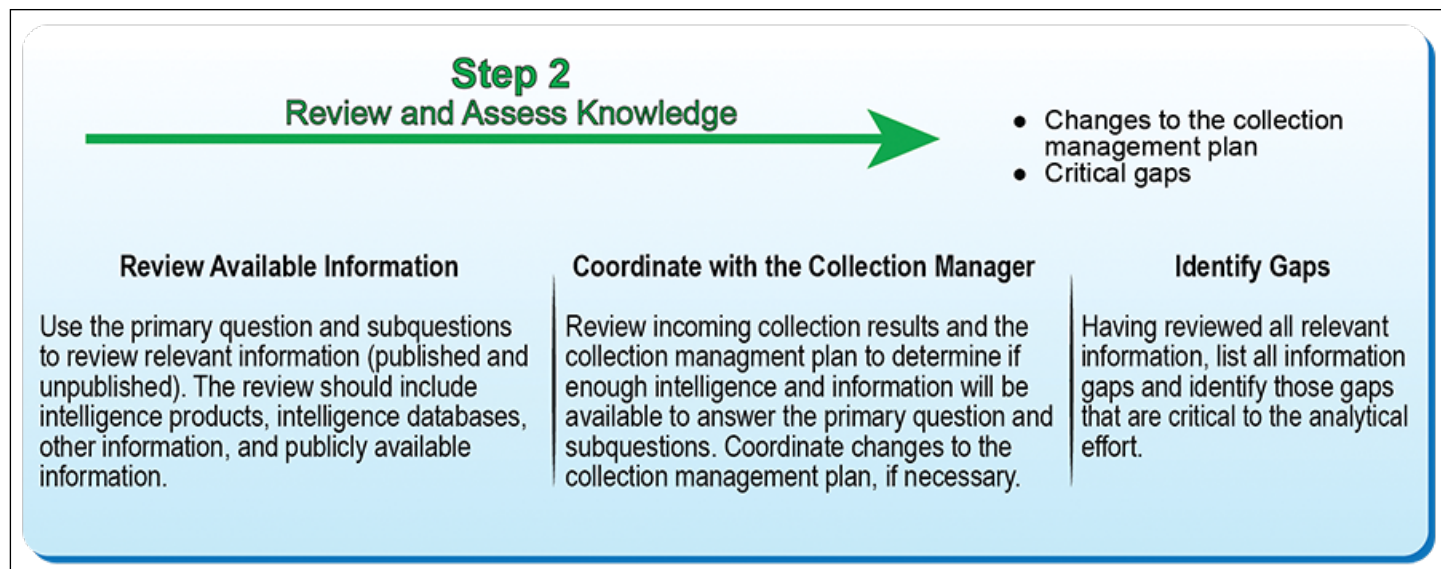 Step 2
Review and Assess Knowledge
● Changes to the collection
management plan
● Critical gaps
Review Available Information
Use the primary question and subquestions
to review relevant information (published and
unpublished). The review should include
intelligence products, intelligence databases,
other information, and publicly available
information.
Coordinate with the Collection Manager
Review incoming collection results and the
collection managment plan to determine if
enough intelligence and information will be
available to answer the primary question and
subquestions. Coordinate changes to the
collection management plan, if necessary.
Identify Gaps
Having reviewed all relevant
information, list all information
gaps and identify those gaps
that are critical to the analytical
effort.